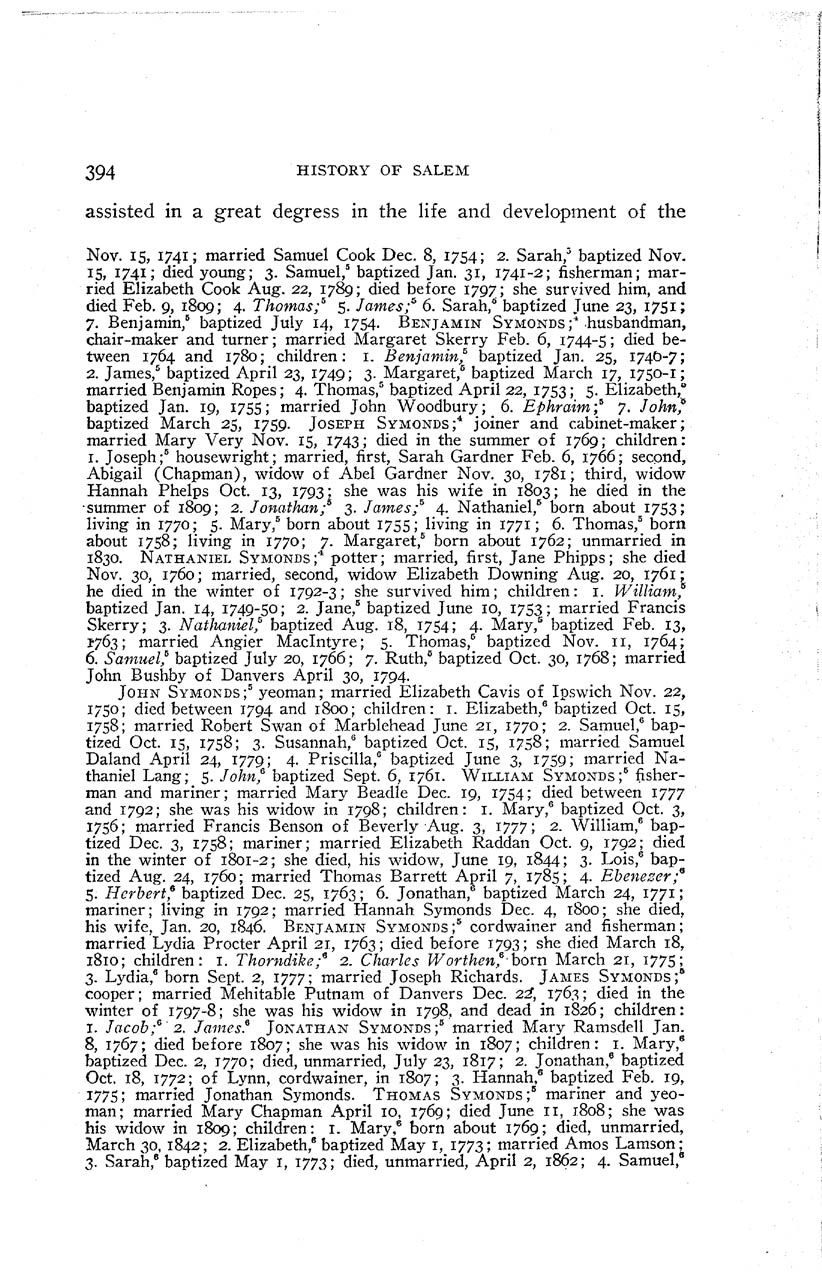 394 HISTORY OF SALEM
assisted in a great degress in the life and development of the
Nov. 15, 1741; married Samuel Cook Dec. 8, 1754; 2. Sarah,⁵ baptized Nov.
15, 1741; died young; 3. Samuel,⁵ baptized Jan. 31, 1741-2; fisherman; mar-
ried Elizabeth Cook Aug. 22, 1789; died before 1797; she survived him, and
died Feb. 9, 1809; 4. Thomas;⁵ 5. James;⁵ 6. Sarah,⁵ baptized June 23, 1751;
7. Benjamin,⁵ baptized July 14, 1754. BENJAMIN SYMONDS;⁴ husbandman,
chair-maker and turner; married Margaret Skerry Feb. 6, 1744-5; died be-
tween 1764 and 1780; children: 1. Benjamin,⁵ baptized Jan. 25, 1746-7;
2. James,⁵ baptized April 23, 1749; 3. Margaret,⁵ baptized March 17, 1750-1;
married Benjamin Ropes; 4. Thomas,⁵ baptized April 22, 1753; 5. Elizabeth,⁵
baptized Jan. 19, 1755; married John Woodbury; 6. Ephraim;⁵ 7. John,⁵
baptized March 25, 1759. JOSEPH SYMONDS;⁴ joiner and cabinet-maker;
married Mary Very Nov. 15, 1743; died in the summer of 1769; children:
1. Joseph;⁵ housewright; married, first, Sarah Gardner Feb. 6, 1766; second,
Abigail (Chapman), widow of Abel Gardner Nov. 30, 1781; third, widow
Hannah Phelps Oct. 13, 1793; she was his wife in 1803; he died in the
summer of 1809; 2. Jonathan;⁵ 3. James;⁵ 4. Nathaniel,⁵ born about 1753;
living in 1770; 5. Mary,⁵ born about 1755; living in 1771; 6. Thomas,⁵ born
about 1758; living in 1770; 7. Margaret,⁵ born about 1762; unmarried in
1830. NATHANIEL SYMONDS;⁴ potter; married, first, Jane Phipps; she died
Nov. 30, 1760; married, second, widow Elizabeth Downing Aug. 20, 1761;
he died in the winter of 1792-3; she survived him; children: 1. William,⁵
baptized Jan. 14, 1749-50; 2. Jane,⁵ baptized June 10, 1753; married Francis
Skerry; 3. Nathaniel,⁵ baptized Aug. 18, 1754; 4. Mary,⁵ baptized Feb. 13,
1763; married Angier MacIntyre; 5. Thomas,⁵ baptized Nov. 11, 1764;
6. Samuel,⁵ baptized July 20, 1766; 7. Ruth,⁵ baptized Oct. 30, 1768; married
John Bushby of Danvers April 30, 1794.
JOHN SYMONDS;⁵ yeoman; married Elizabeth Cavis of Ipswich Nov. 22,
1750; died between 1794 and 1800; children: 1. Elizabeth,⁶ baptized Oct. 15,
1758; married Robert Swan of Marblehead June 21, 1770; 2. Samuel,⁶ bap-
tized Oct. 15, 1758; 3. Susannah,⁶ baptized Oct. 15, 1758; married Samuel
Daland April 24, 1779; 4. Priscilla,⁶ baptized June 3, 1759; married Na-
thaniel Lang; 5. John,⁶ baptized Sept. 6, 1761. WILLIAM SYMONDS;⁵ fisher-
man and mariner; married Mary Beadle Dec. 19, 1754; died between 1777
and 1792; she was his widow in 1798; children: 1. Mary,⁶ baptized Oct. 3,
1756; married Francis Benson of Beverly Aug. 3, 1777; 2. William,⁶ bap-
tized Dec. 3, 1758; mariner; married Elizabeth Raddan Oct. 9, 1792; died
in the winter of 1801-2; she died, his widow, June 19, 1844; 3. Lois,⁶ bap-
tized Aug. 24, 1760; married Thomas Barrett April 7, 1785; 4. Ebenezer;⁶
5. Herbert,⁶ baptized Dec. 25, 1763; 6. Jonathan,⁶ baptized March 24, 1771;
mariner; living in 1792; married Hannah Symonds Dec. 4, 1800; she died,
his wife, Jan. 20, 1846. BENJAMIN SYMONDS;⁵ cordwainer and fisherman;
married Lydia Procter April 21, 1763; died before 1793; she died March 18,
1810; children: 1. Thorndike;⁶ 2. Charles Worthen,⁶ born March 21, 1775;
3. Lydia,⁶ born Sept. 2, 1777; married Joseph Richards. JAMES SYMONDS;⁵
cooper; married Mehitable Putnam of Danvers Dec. 22, 1763; died in the
winter of 1797-8; she was his widow in 1798, and dead in 1826; children:
1. Jacob;⁶ 2. James.⁶ JONATHAN SYMONDS;⁵ married Mary Ramsdell Jan.
8, 1767; died before 1807; she was his widow in 1807; children: 1. Mary,⁶
baptized Dec. 2, 1770; died, unmarried, July 23, 1817; 2. Jonathan,⁶ baptized
Oct. 18, 1772; of Lynn, cordwainer, in 1807; 3. Hannah,⁶ baptized Feb. 19,
1775; married Jonathan Symonds. THOMAS SYMONDS;⁵ mariner and yeo-
man; married Mary Chapman April 10, 1769; died June 11, 1808; she was
his widow in 1809; children: 1. Mary,⁶ born about 1769; died, unmarried,
March 30, 1842; 2. Elizabeth,⁶ baptized May 1, 1773; married Amos Lamson;
3. Sarah,⁶ baptized May 1, 1773; died, unmarried, April 2, 1862; 4. Samuel,⁶